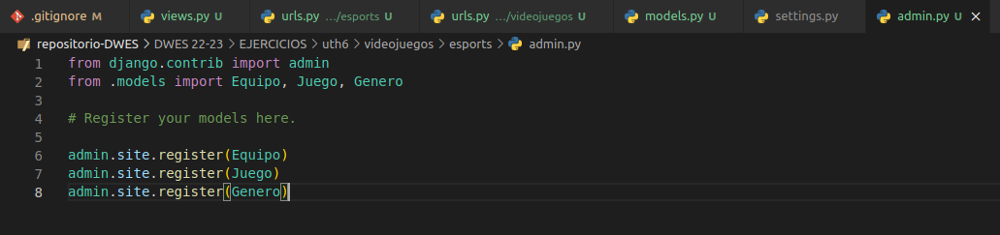 .gitignore M views.py U urls.py .../esports U urls.py .../videojuegos U models.py U settings.py admin.py U
repositorio-DWES > DWES 22-23 > EJERCICIOS > uth6 > videojuegos > esports > admin.py
1 from django.contrib import admin
2 from .models import Equipo, Juego, Genero
3
4 # Register your models here.
5
6 admin.site.register(Equipo)
7 admin.site.register(Juego)
8 admin.site.register(Genero)